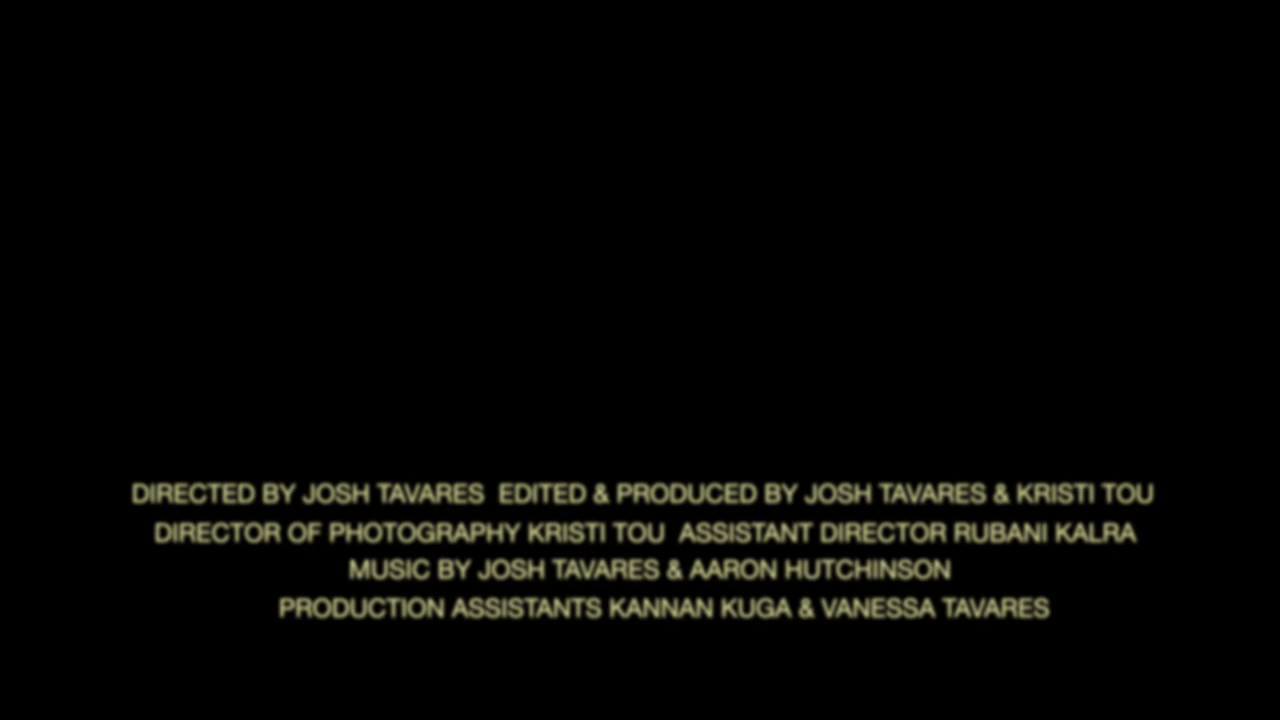 DIRECTED BY JOSH TAVARES  EDITED & PRODUCED BY JOSH TAVARES & KRISTI TOU
DIRECTOR OF PHOTOGRAPHY KRISTI TOU  ASSISTANT DIRECTOR RUBANI KALRA
MUSIC BY JOSH TAVARES & AARON HUTCHINSON
PRODUCTION ASSISTANTS KANNAN KUGA & VANESSA TAVARES